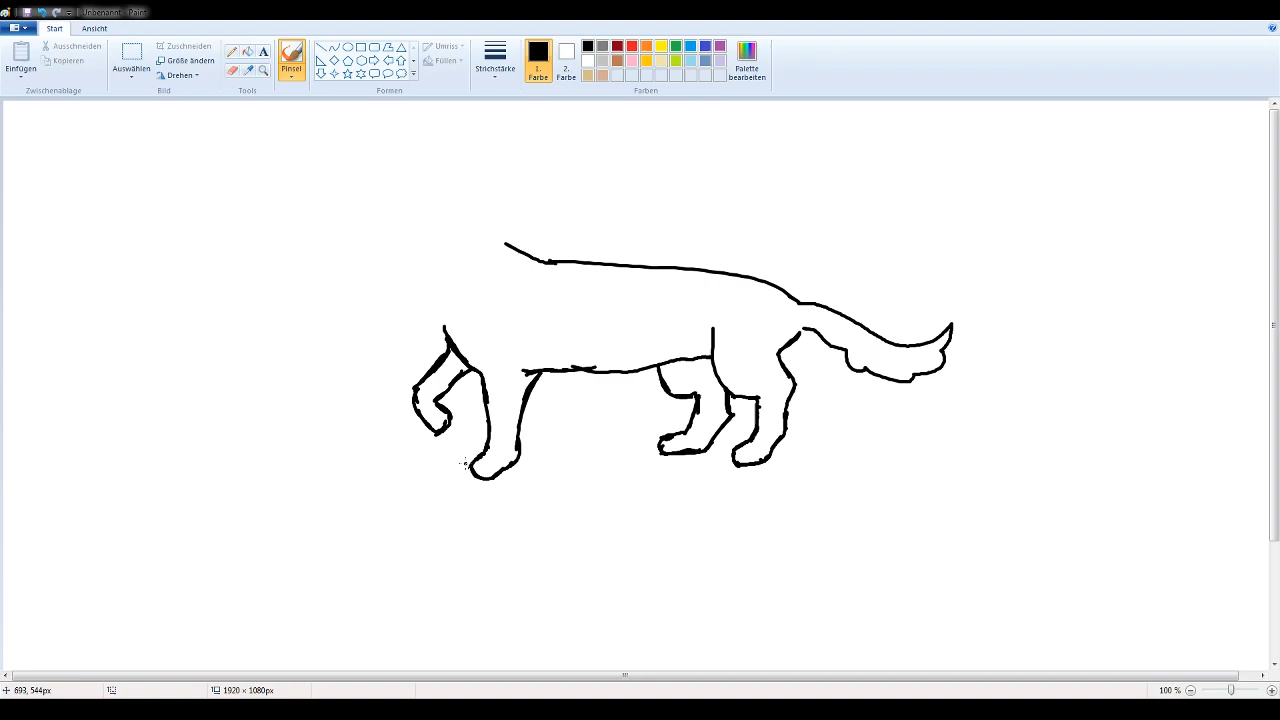 Unbenannt - Paint
Start Ansicht
Einfügen
Ausschneiden
Kopieren
Zwischenablage
Auswählen
Zuschneiden
Größe ändern
Drehen
Bild
A
Tools
Pinsel
Formen
Umriss
Füllen
Strichstärke
1.
Farbe
2.
Farbe
Farben
Palette
bearbeiten
693, 544px
1920 × 1080px
100 %